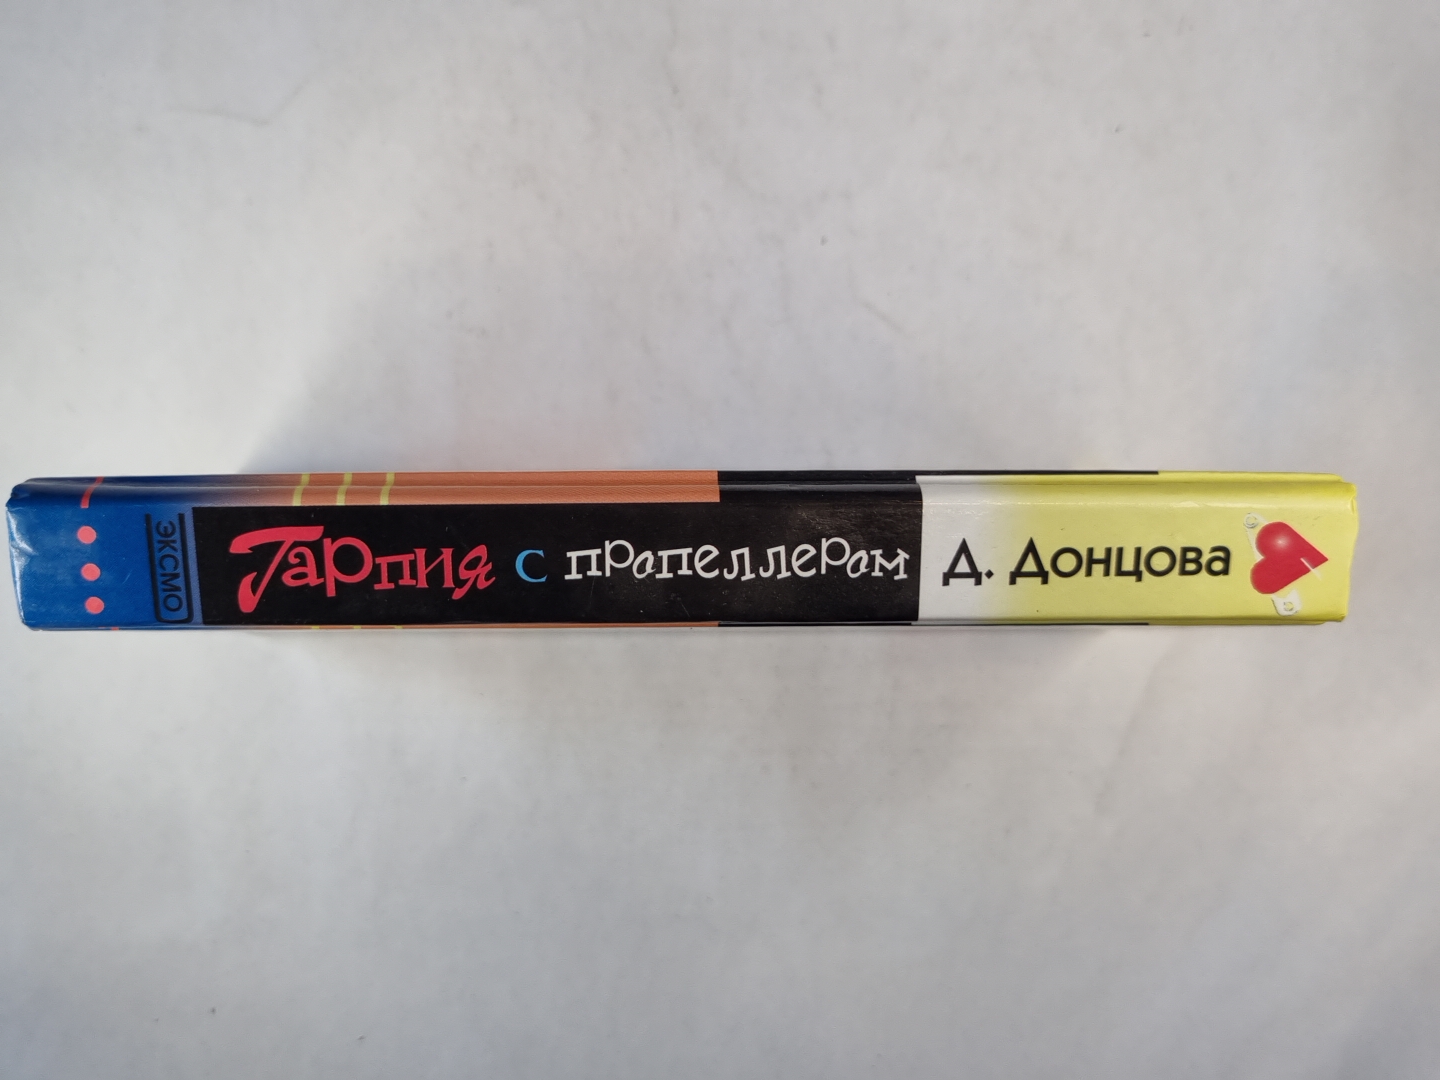 ЭКСМО
Гарпия с пропеллером
Д. Донцова